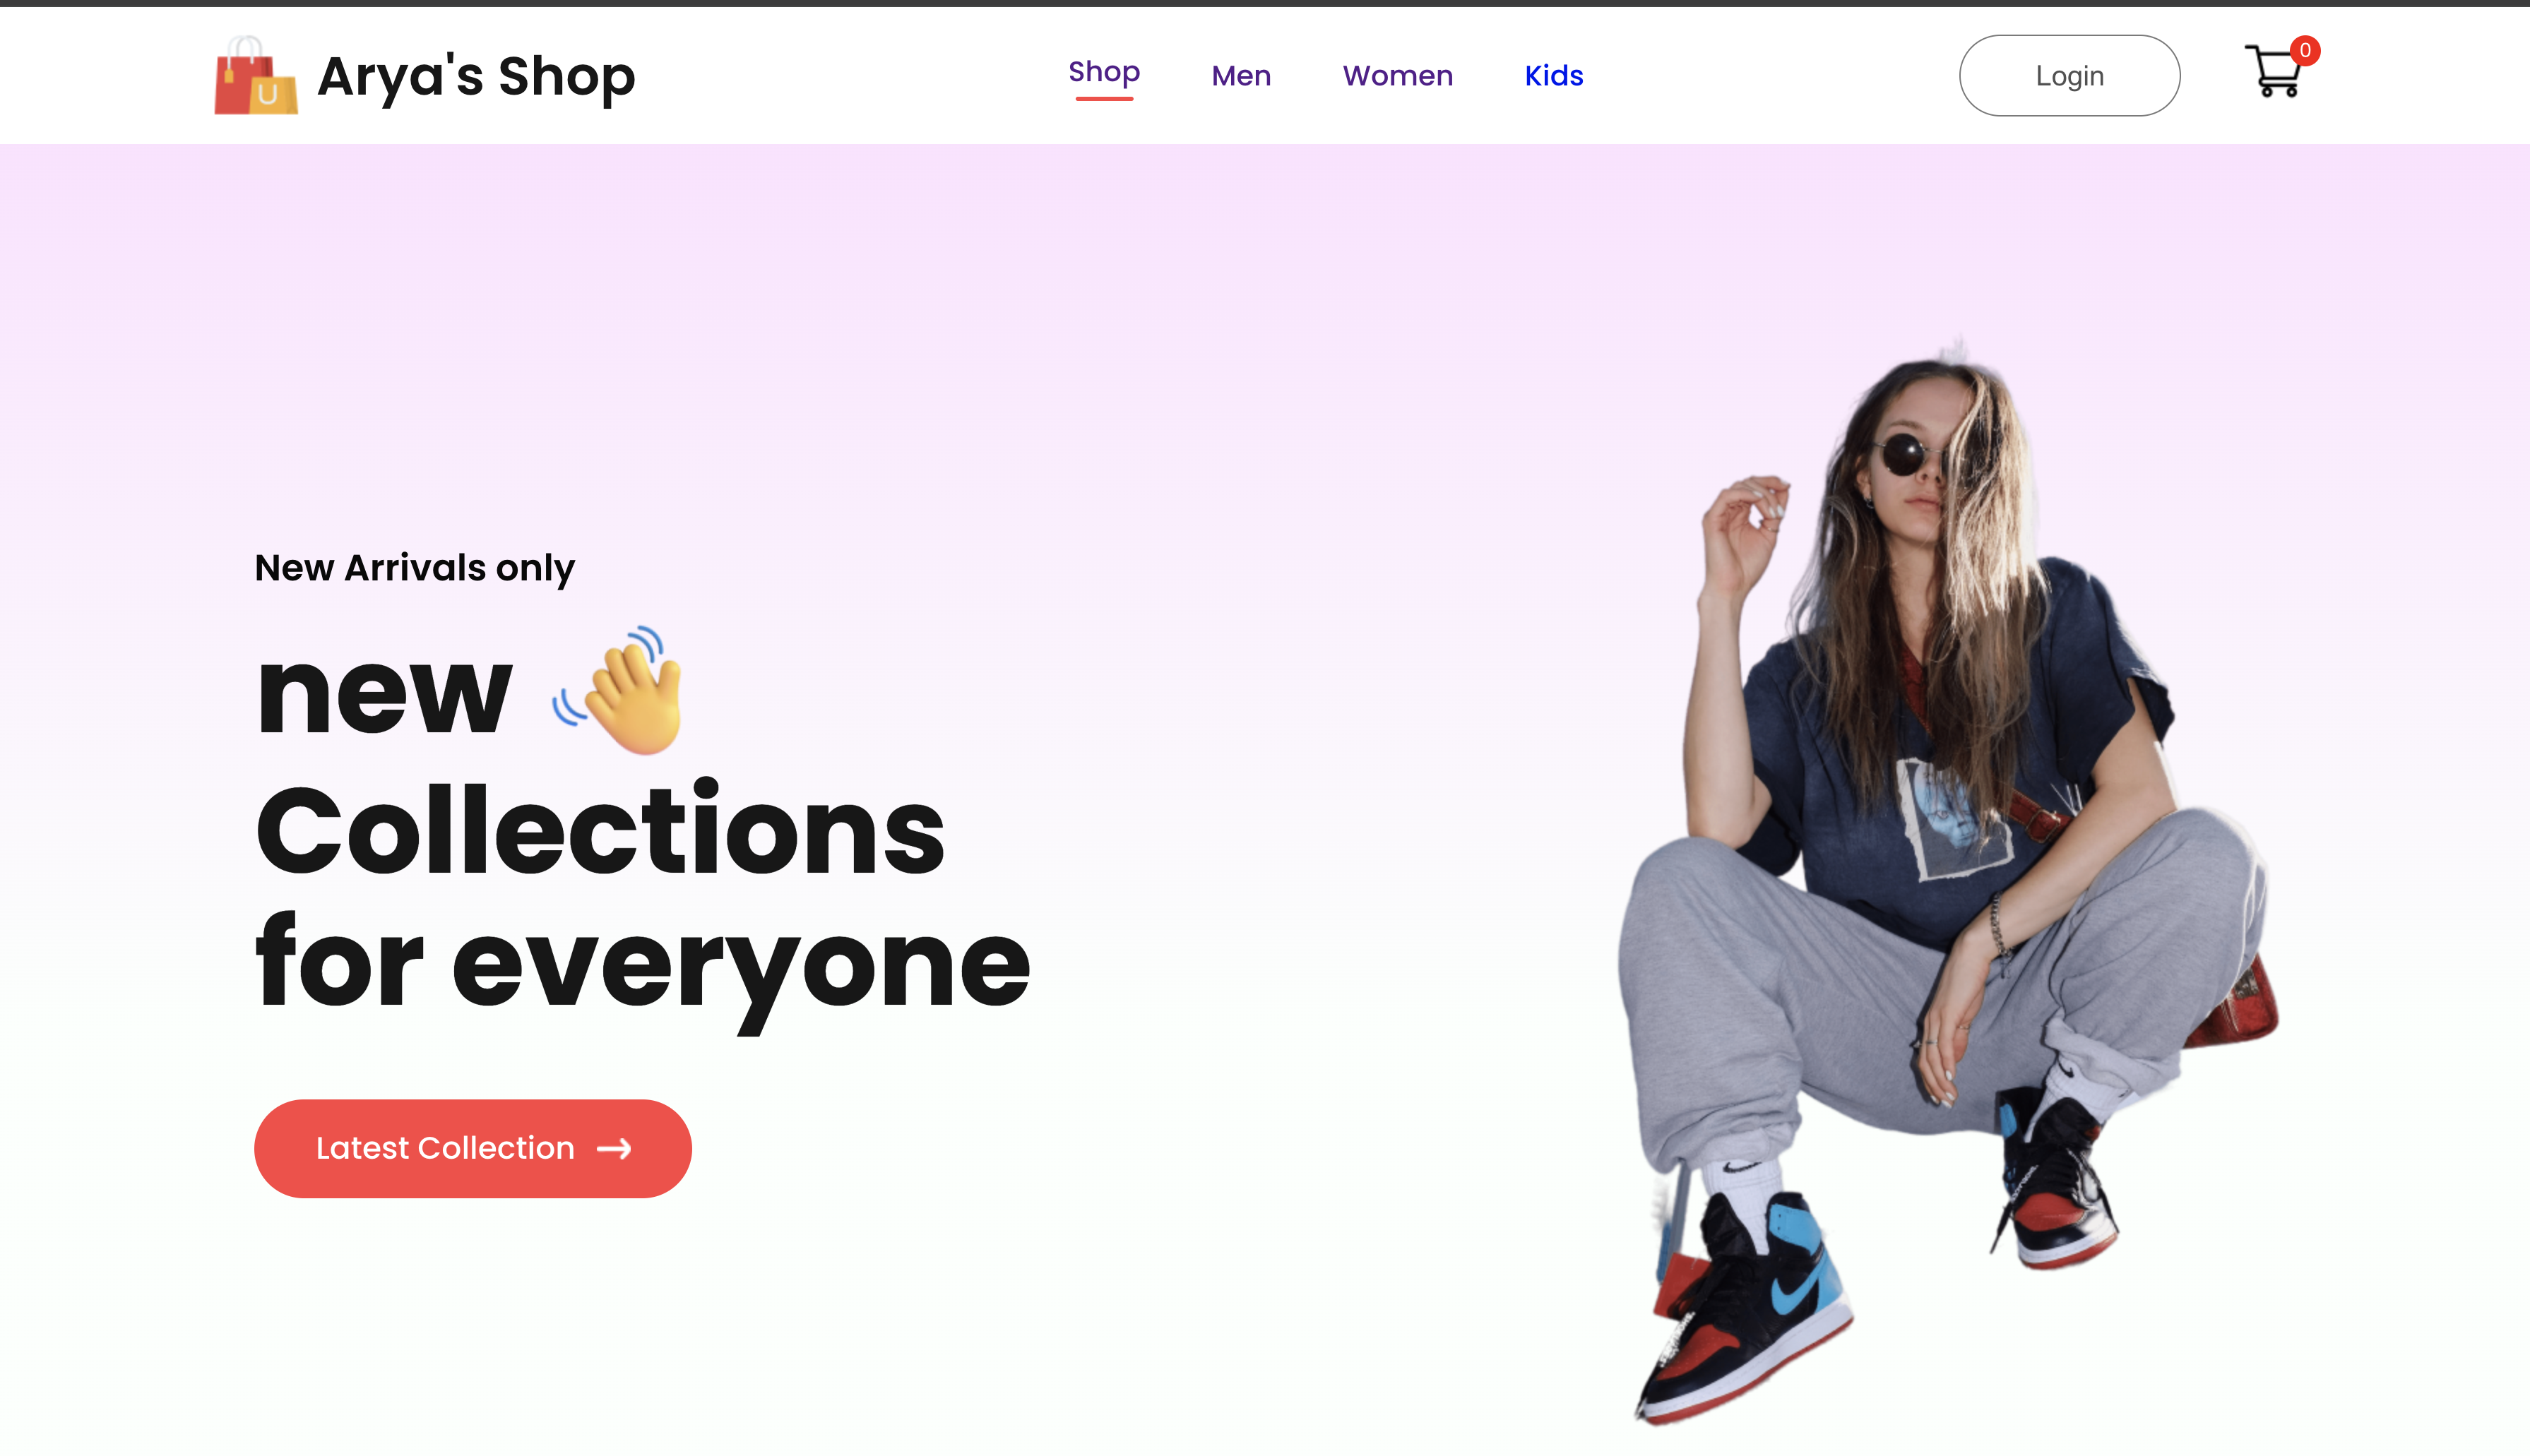 Arya's Shop
Shop Men Women Kids
Login
0
New Arrivals only
new
Collections
for everyone
Latest Collection